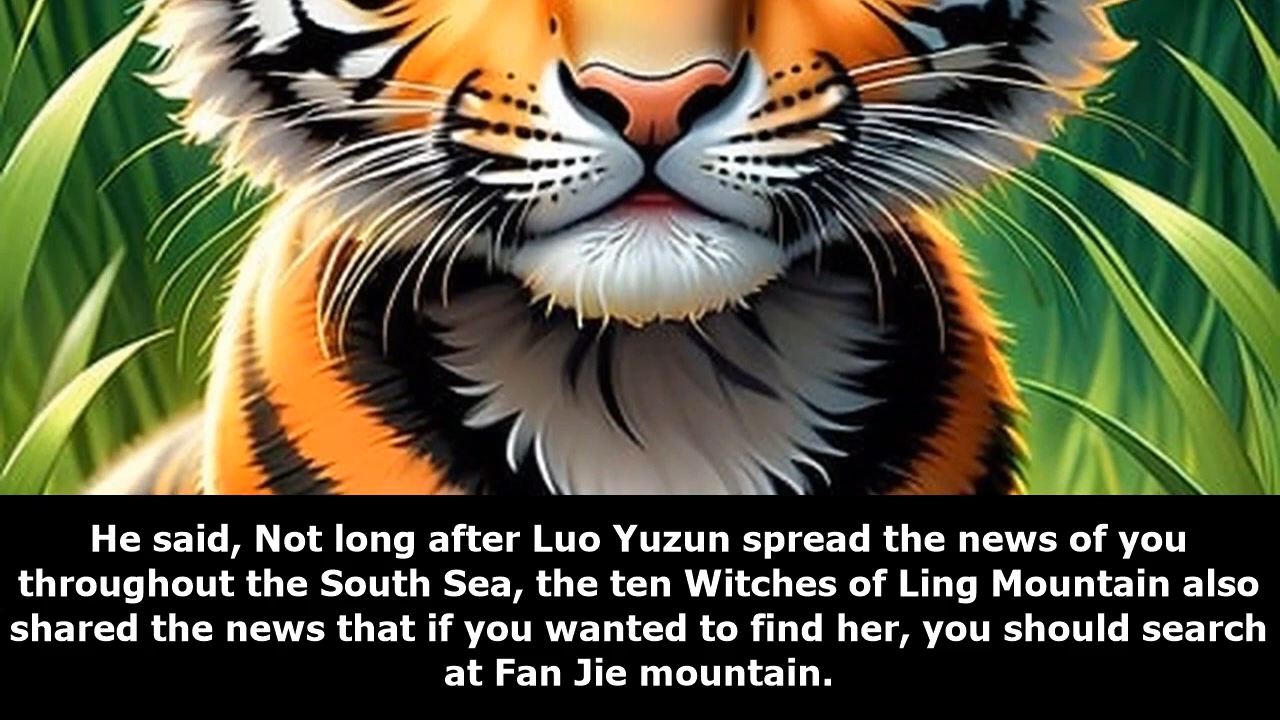 He said, Not long after Luo Yuzun spread the news of you
throughout the South Sea, the ten Witches of Ling Mountain also
shared the news that if you wanted to find her, you should search
at Fan Jie mountain.